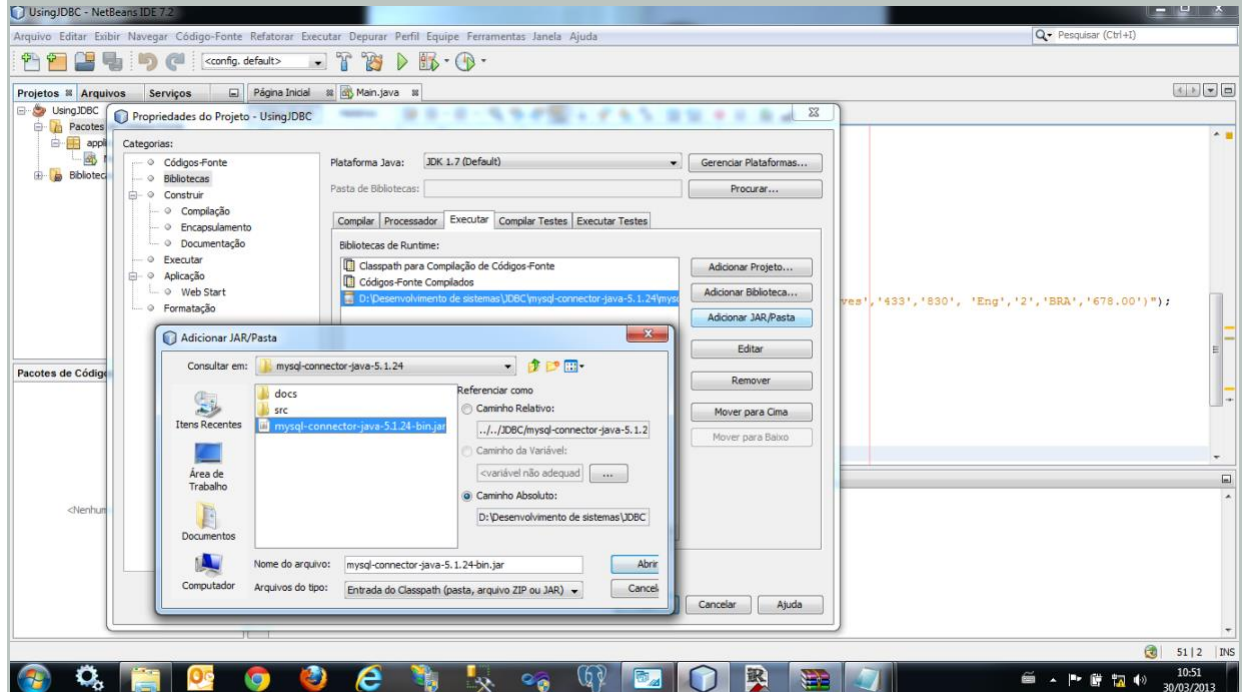 UsingJDBC - NetBeans IDE 7.2
Arquivo Editar Exibir Navegar Código-Fonte Refatorar Executar Depurar Perfil Equipe Ferramentas Janela Ajuda
Pesquisar (Ctrl+I)
<config. default>
Projetos Arquivos Serviços
Página Inicial Main.java
UsingJDBC
Pacotes
appli
Bibliotec
Propriedades do Projeto - UsingJDBC
Categorias:
Códigos-Fonte
Bibliotecas
Construir
Compilação
Encapsulamento
Documentação
Executar
Aplicação
Web Start
Formatação
Plataforma Java: JDK 1.7 (Default) Gerenciar Plataformas...
Pasta de Bibliotecas: Procurar...
Compilar Processador Executar Compilar Testes Executar Testes
Bibliotecas de Runtime:
Classpath para Compilação de Códigos-Fonte
Códigos-Fonte Compilados
D:\Desenvolvimento de sistemas\JDBC\mysql-connector-java-5.1.24\mysc
Adicionar Projeto...
Adicionar Biblioteca...
Adicionar JAR/Pasta
Editar
Remover
Mover para Cima
Mover para Baixo
ves','433','830', 'Eng','2','BRA','678.00')");
Adicionar JAR/Pasta
Consultar em: mysql-connector-java-5.1.24
Itens Recentes
Área de
Trabalho
Documentos
Computador
docs
src
mysql-connector-java-5.1.24-bin.jar
Referenciar como
Caminho Relativo:
../../JDBC/mysql-connector-java-5.1.2
Caminho da Variável:
<variável não adequad ...
Caminho Absoluto:
D:\Desenvolvimento de sistemas\JDBC
Nome do arquivo: mysql-connector-java-5.1.24-bin.jar Abrir
Arquivos do tipo: Entrada do Classpath (pasta, arquivo ZIP ou JAR) Cancel
Cancelar Ajuda
Pacotes de Códig
<Nenhum
51 | 2 INS
10:51
30/03/2013